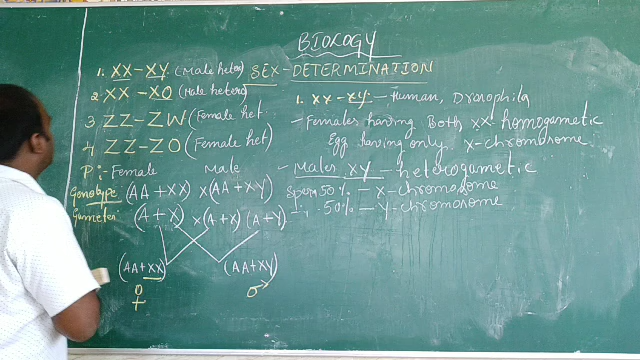 BIOLOGY
SEX-DETERMINATION
1. XX-XY (Male heter)
2. XX-XO (Male hetero)
3. ZZ-ZW (Female het.
4. ZZ-ZO (Female het)
P:- Female Male
Genotype: (AA+XX) x (AA+XY)
Gameter (A+X) x (A+X) (A+Y)
(AA+XX) (AA+XY)
♀ ♂
1. XX-XY - Human, Drosophila
- Females having Both XX-homogametic
Egg having only X-chromosome
- Males XY - heterogametic
Sperm 50% - X-chromosome
50% - Y-chromosome